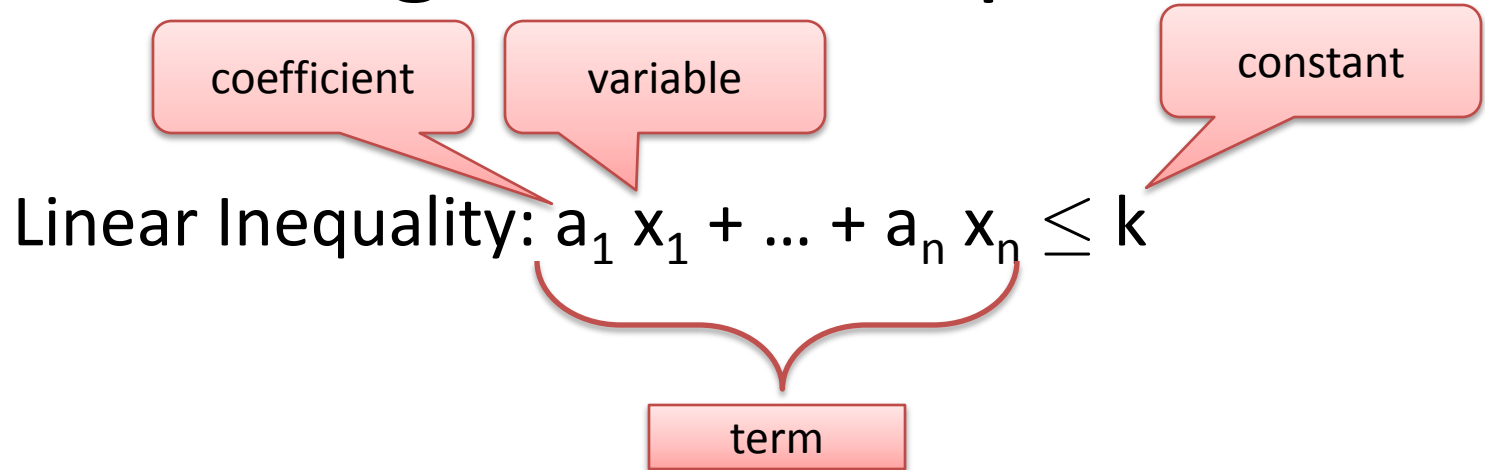 coefficient
variable
constant
Linear Inequality: a₁ x₁ + … + aₙ xₙ ≤ k
term